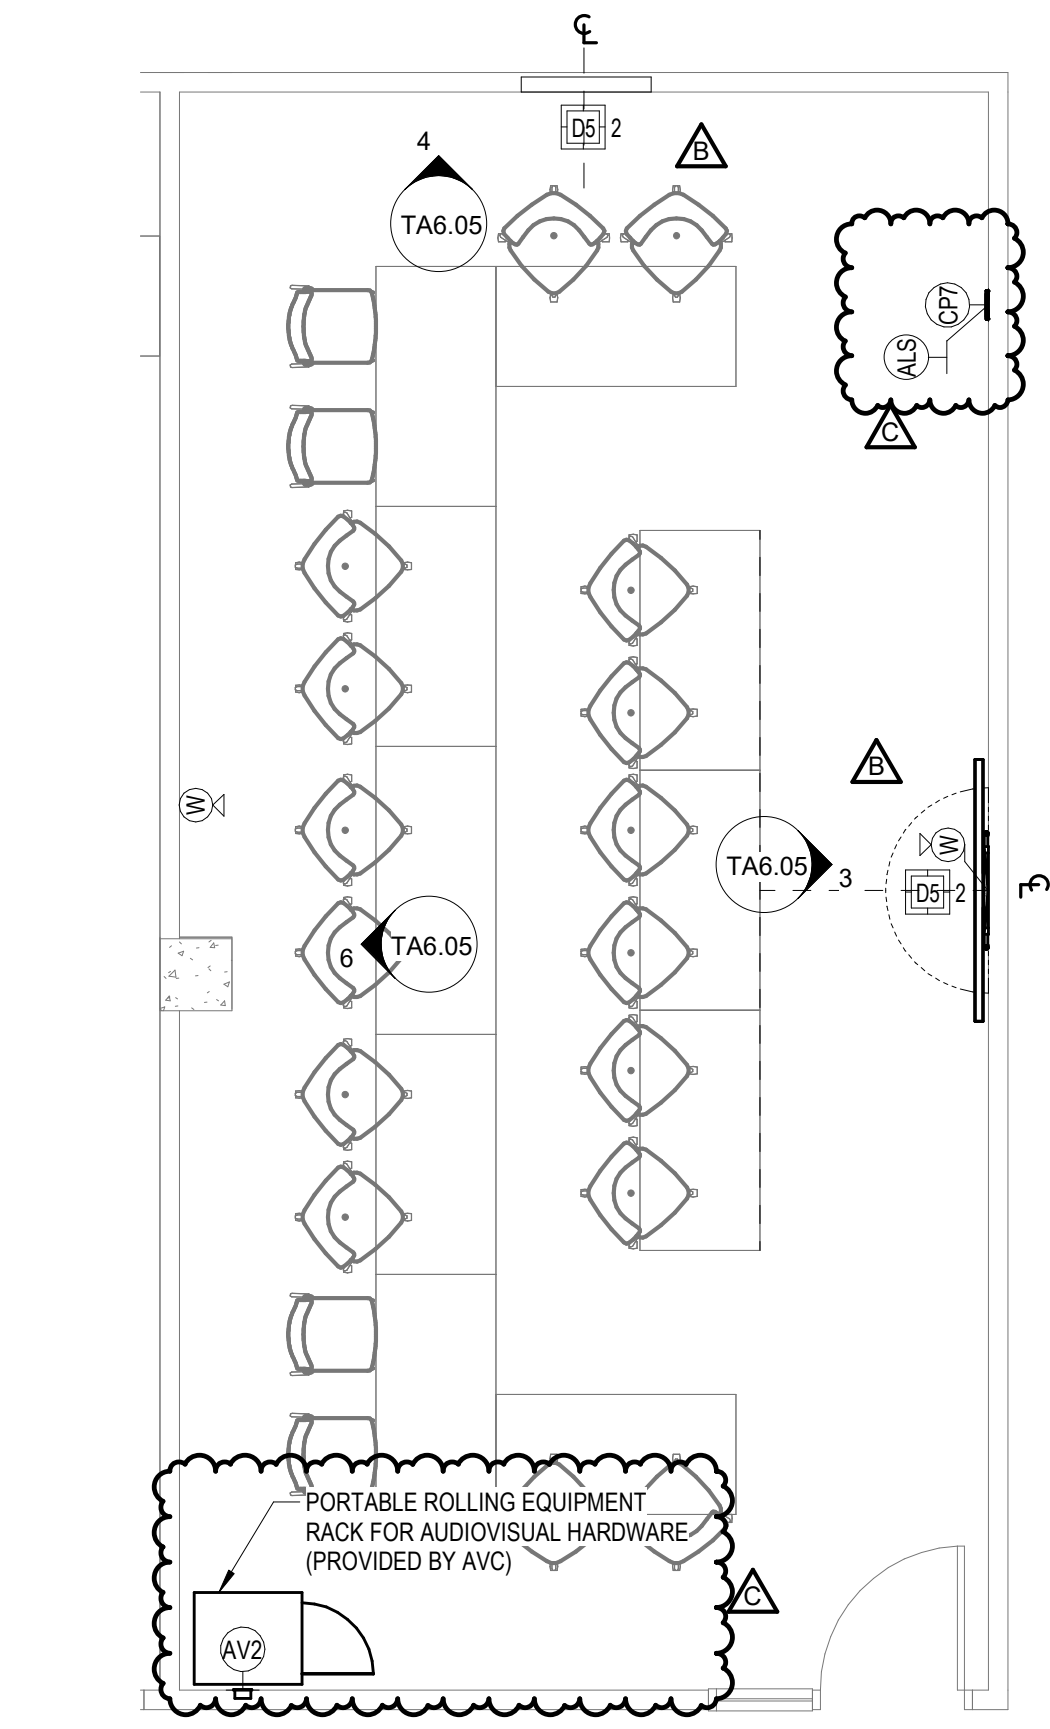 ℄
D5 2
B
4
TA6.05
CP7
ALS
C
B
W
W
TA6.05
3
D5 2
℄
6
TA6.05
PORTABLE ROLLING EQUIPMENT
RACK FOR AUDIOVISUAL HARDWARE
(PROVIDED BY AVC)
C
AV2